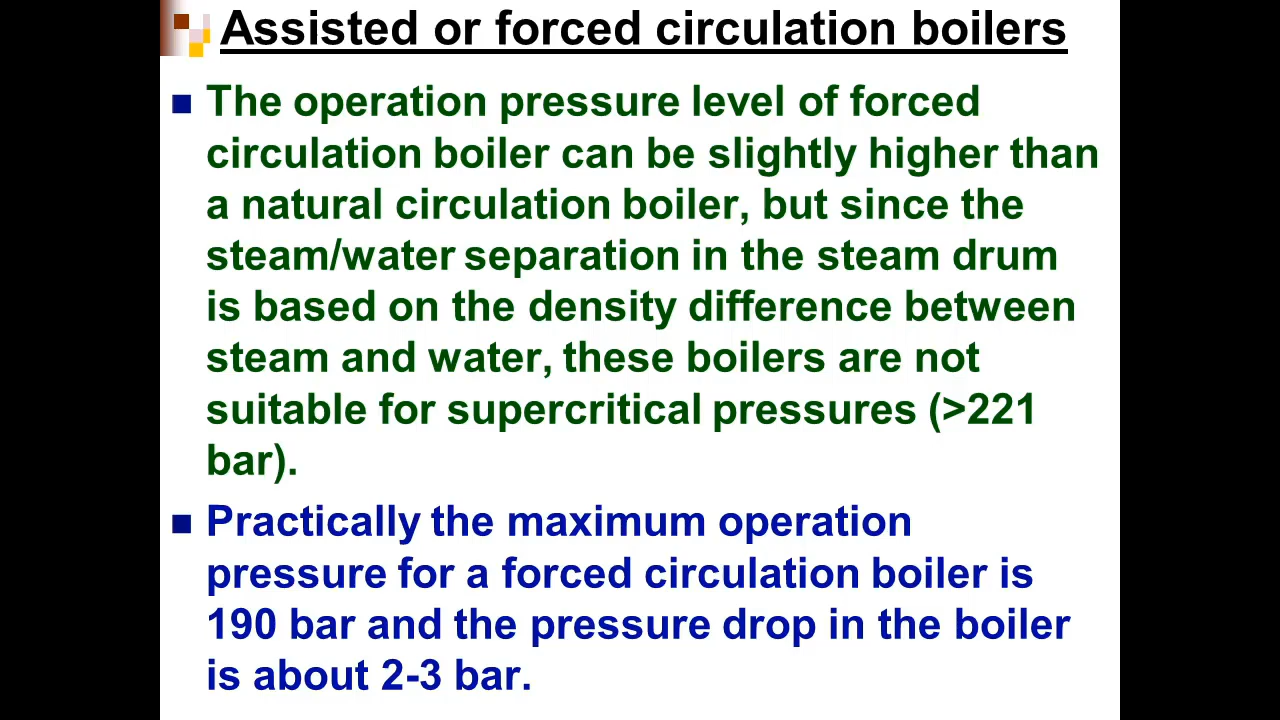 Assisted or forced circulation boilers
The operation pressure level of forced
circulation boiler can be slightly higher than
a natural circulation boiler, but since the
steam/water separation in the steam drum
is based on the density difference between
steam and water, these boilers are not
suitable for supercritical pressures (>221
bar).
Practically the maximum operation
pressure for a forced circulation boiler is
190 bar and the pressure drop in the boiler
is about 2-3 bar.